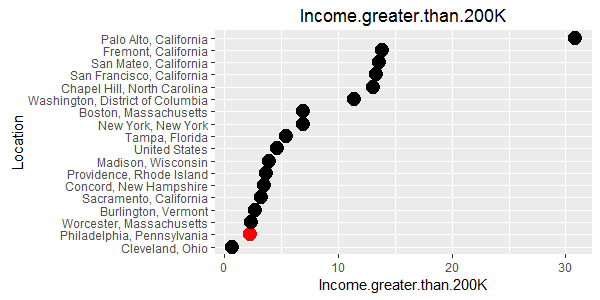 Income.greater.than.200K
Palo Alto, California
Fremont, California
San Mateo, California
San Francisco, California
Chapel Hill, North Carolina
Washington, District of Columbia
Boston, Massachusetts
New York, New York
Tampa, Florida
United States
Madison, Wisconsin
Providence, Rhode Island
Concord, New Hampshire
Sacramento, California
Burlington, Vermont
Worcester, Massachusetts
Philadelphia, Pennsylvania
Cleveland, Ohio
Location
0 10 20 30
Income.greater.than.200K